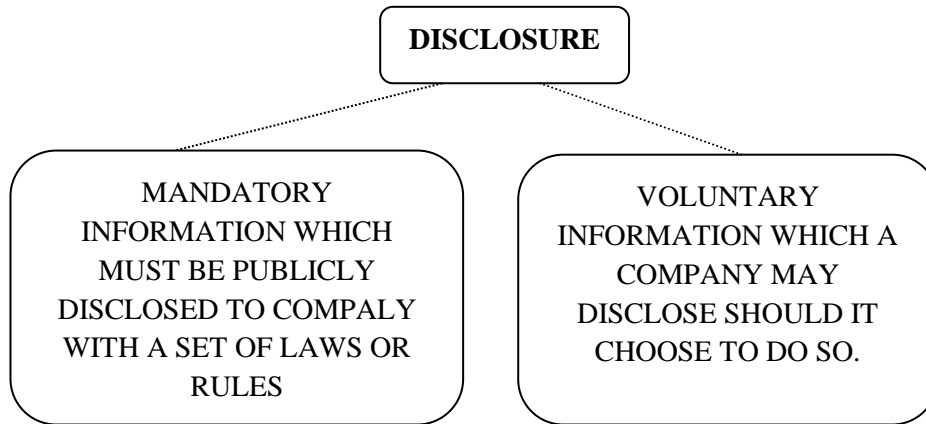 DISCLOSURE
MANDATORY
INFORMATION WHICH
MUST BE PUBLICLY
DISCLOSED TO COMPALY
WITH A SET OF LAWS OR
RULES
VOLUNTARY
INFORMATION WHICH A
COMPANY MAY
DISCLOSE SHOULD IT
CHOOSE TO DO SO.